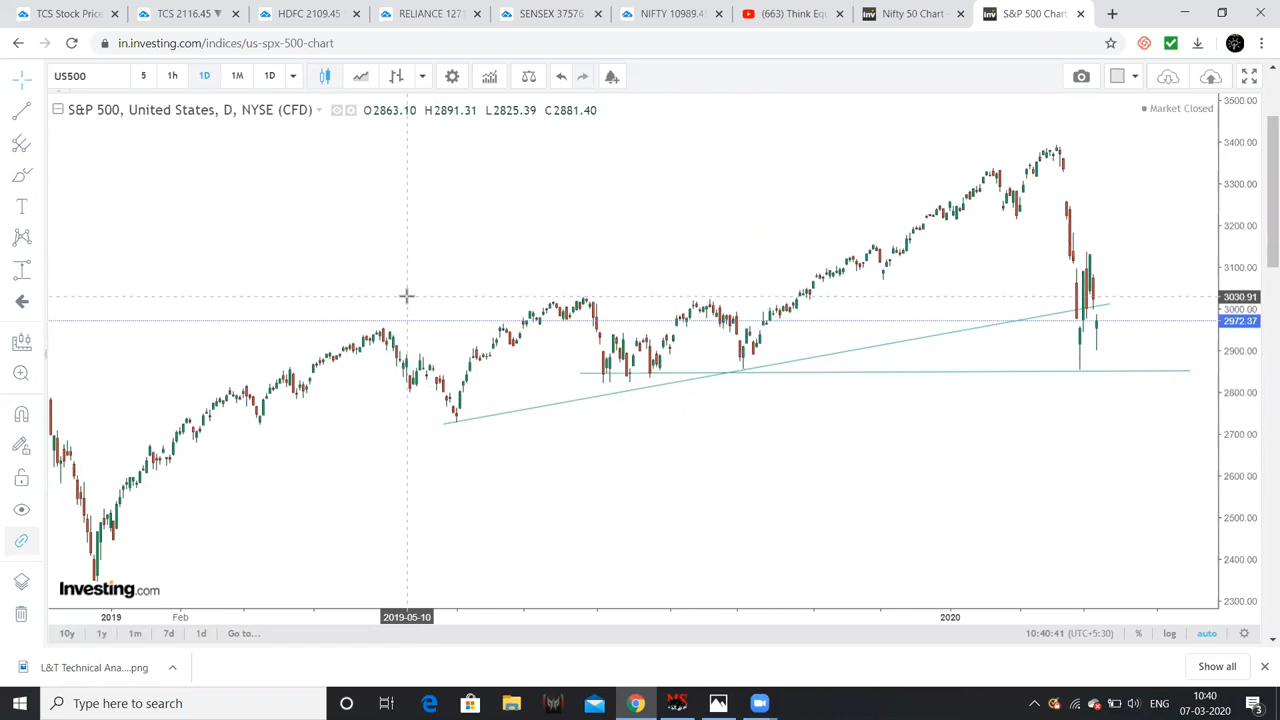 TCS Stock Price
TCS 2116.45 ▼
HDFC 2109.45
RELIANCE 127
SENSEX 37576
NIFTY 10989.4
(663) Think Equ
Nifty 50 Chart -
S&P 500 Chart
in.investing.com/indices/us-spx-500-chart
US500 5 1h 1D 1M 1D
S&P 500, United States, D, NYSE (CFD) O2863.10 H2891.31 L2825.39 C2881.40
Market Closed
3500.00
3400.00
3300.00
3200.00
3100.00
3030.91
3000.00
2972.37
2900.00
2800.00
2700.00
2600.00
2500.00
2400.00
2300.00
Investing.com
2019 Feb 2019-05-10 2020
10y 1y 1m 7d 1d Go to... 10:40:41 (UTC+5:30) % log auto
L&T Technical Ana....png Show all
Type here to search ENG 10:40
07-03-2020 3